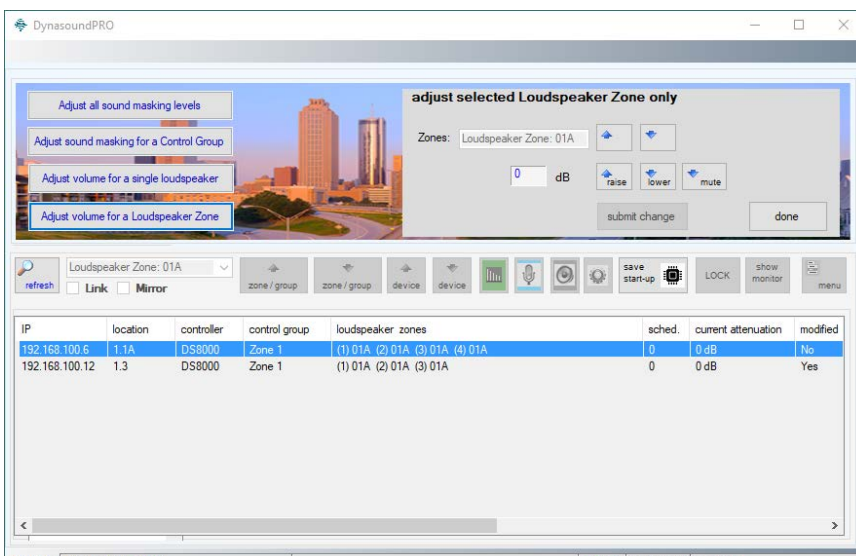 DynasoundPRO
Adjust all sound masking levels
Adjust sound masking for a Control Group
Adjust volume for a single loudspeaker
Adjust volume for a Loudspeaker Zone
adjust selected Loudspeaker Zone only
Zones: Loudspeaker Zone: 01A
0 dB raise lower mute
submit change done
refresh Loudspeaker Zone: 01A zone / group zone / group device device save start-up LOCK show monitor menu
Link Mirror
IP location controller control group loudspeaker zones sched. current attenuation modified
192.168.100.6 1.1A DS8000 Zone 1 (1) 01A (2) 01A (3) 01A (4) 01A 0 0 dB No
192.168.100.12 1.3 DS8000 Zone 1 (1) 01A (2) 01A (3) 01A 0 0 dB Yes